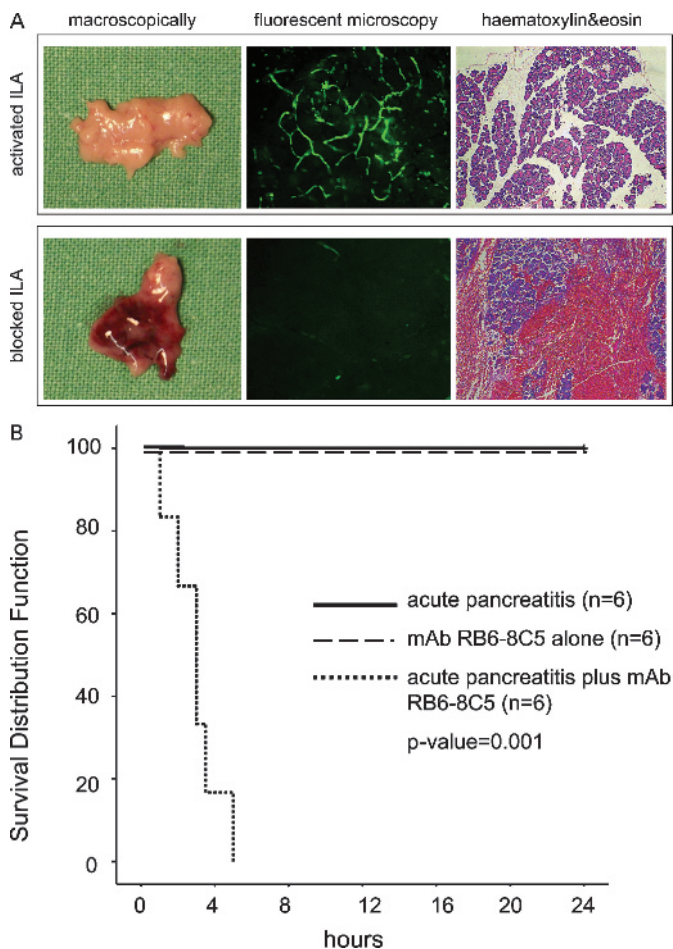 A
macroscopically
fluorescent microscopy
haematoxylin&eosin
activated ILA
blocked ILA
B
Survival Distribution Function
100
80
60
40
20
0
acute pancreatitis (n=6)
mAb RB6-8C5 alone (n=6)
acute pancreatitis plus mAb
RB6-8C5 (n=6)
p-value=0.001
0 4 8 12 16 20 24
hours